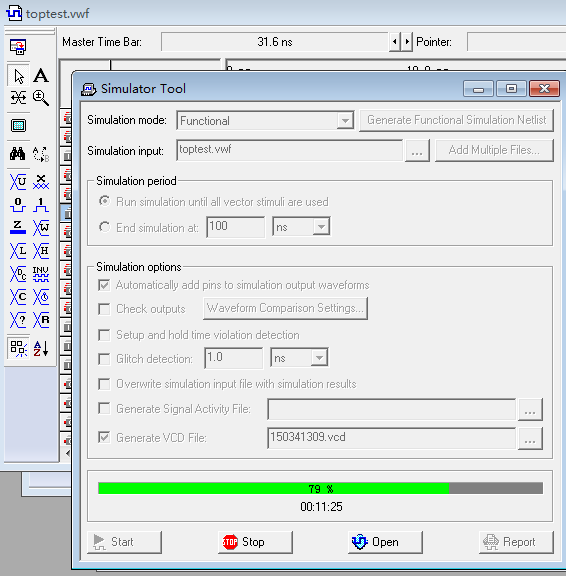 toptest.vwf
Master Time Bar: 31.6 ns Pointer:
Simulator Tool
Simulation mode: Functional Generate Functional Simulation Netlist
Simulation input: toptest.vwf ... Add Multiple Files...
Simulation period
Run simulation until all vector stimuli are used
End simulation at: 100 ns
Simulation options
Automatically add pins to simulation output waveforms
Check outputs Waveform Comparison Settings...
Setup and hold time violation detection
Glitch detection: 1.0 ns
Overwrite simulation input file with simulation results
Generate Signal Activity File: ...
Generate VCD File: 150341309.vcd ...
79 %
00:11:25
Start STOP Stop Open Report